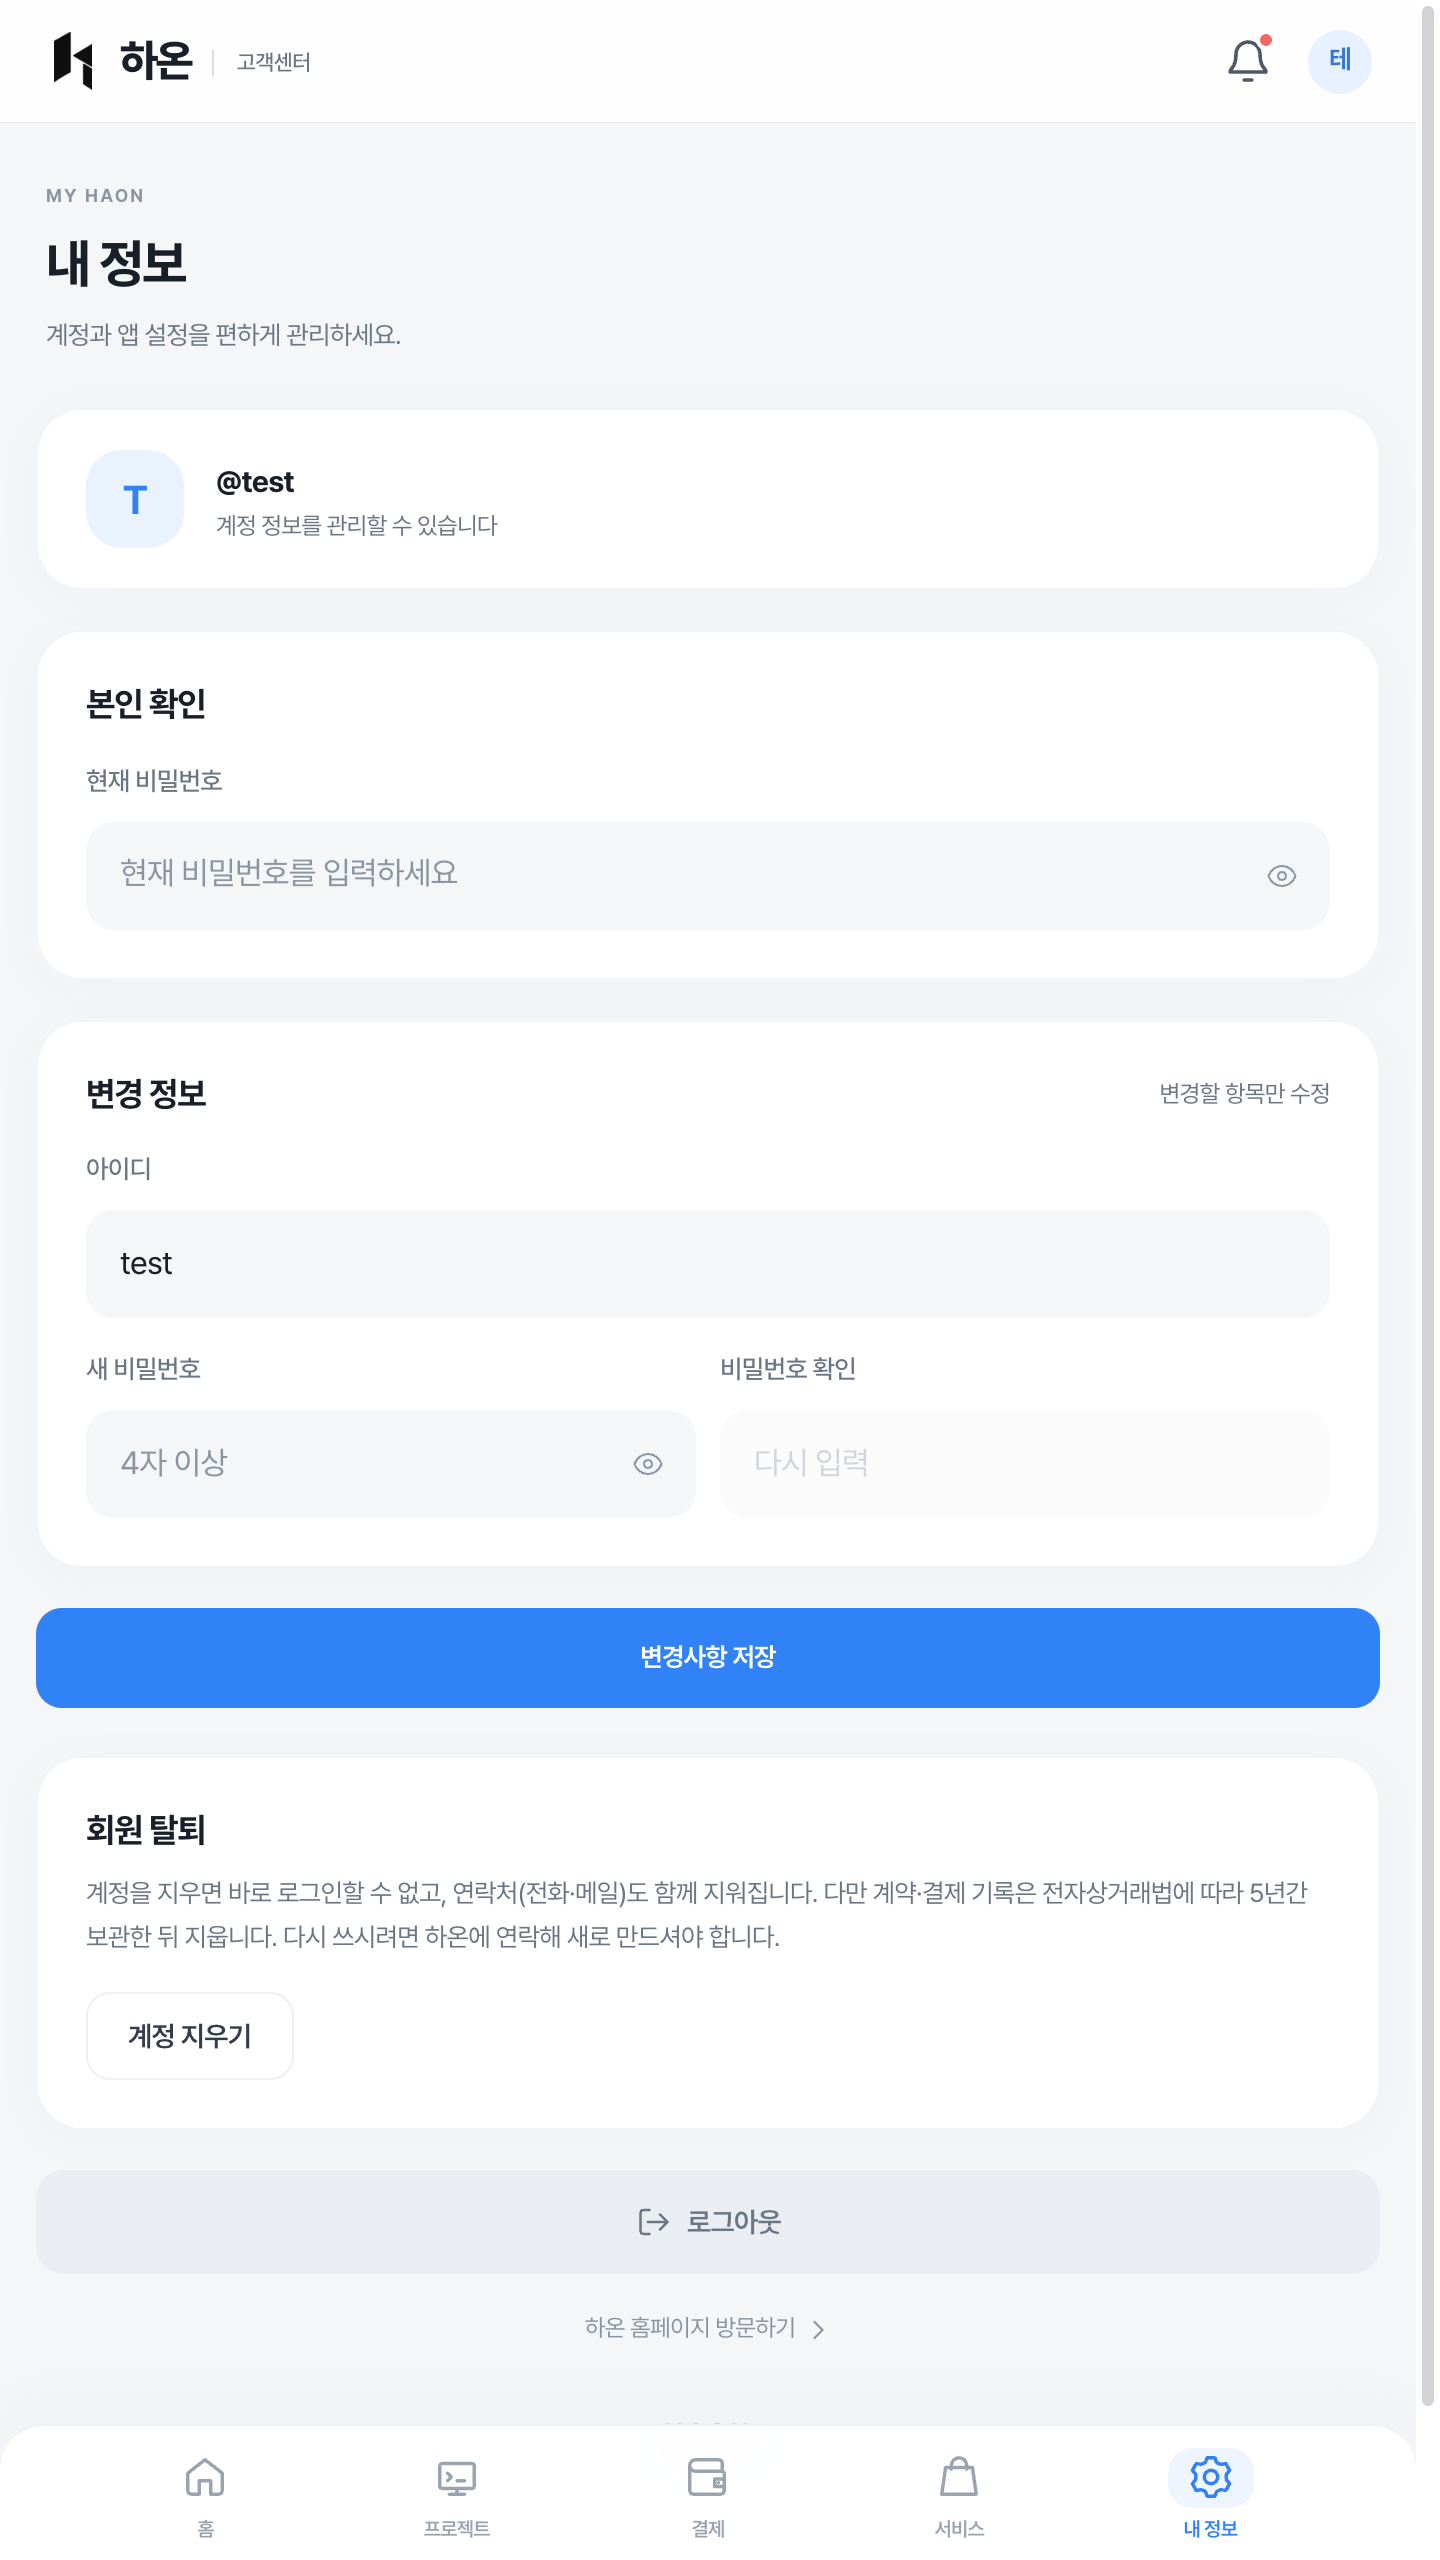 하온
고객센터
테
MY HAON
내 정보
계정과 앱 설정을 편하게 관리하세요.
T
@test
계정 정보를 관리할 수 있습니다
본인 확인
현재 비밀번호
현재 비밀번호를 입력하세요
변경 정보
변경할 항목만 수정
아이디
test
새 비밀번호
비밀번호 확인
4자 이상
다시 입력
변경사항 저장
회원 탈퇴
계정을 지우면 바로 로그인할 수 없고, 연락처(전화·메일)도 함께 지워집니다. 다만 계약·결제 기록은 전자상거래법에 따라 5년간
보관한 뒤 지웁니다. 다시 쓰시려면 하온에 연락해 새로 만드셔야 합니다.
계정 지우기
로그아웃
하온 홈페이지 방문하기
홈
프로젝트
결제
서비스
내 정보